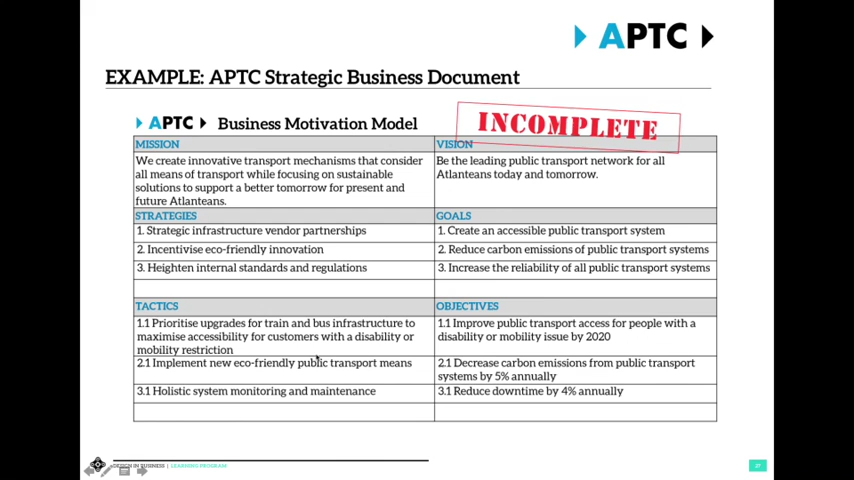 APTC
EXAMPLE: APTC Strategic Business Document
APTC Business Motivation Model
INCOMPLETE
MISSION
We create innovative transport mechanisms that consider
all means of transport while focusing on sustainable
solutions to support a better tomorrow for present and
future Atlanteans.
VISION
Be the leading public transport network for all
Atlanteans today and tomorrow.
STRATEGIES
1. Strategic infrastructure vendor partnerships
2. Incentivise eco-friendly innovation
3. Heighten internal standards and regulations
GOALS
1. Create an accessible public transport system
2. Reduce carbon emissions of public transport systems
3. Increase the reliability of all public transport systems
TACTICS
1.1 Prioritise upgrades for train and bus infrastructure to
maximise accessibility for customers with a disability or
mobility restriction
2.1 Implement new eco-friendly public transport means
3.1 Holistic system monitoring and maintenance
OBJECTIVES
1.1 Improve public transport access for people with a
disability or mobility issue by 2020
2.1 Decrease carbon emissions from public transport
systems by 5% annually
3.1 Reduce downtime by 4% annually
DESIGN IN BUSINESS | LEARNING PROGRAM
27